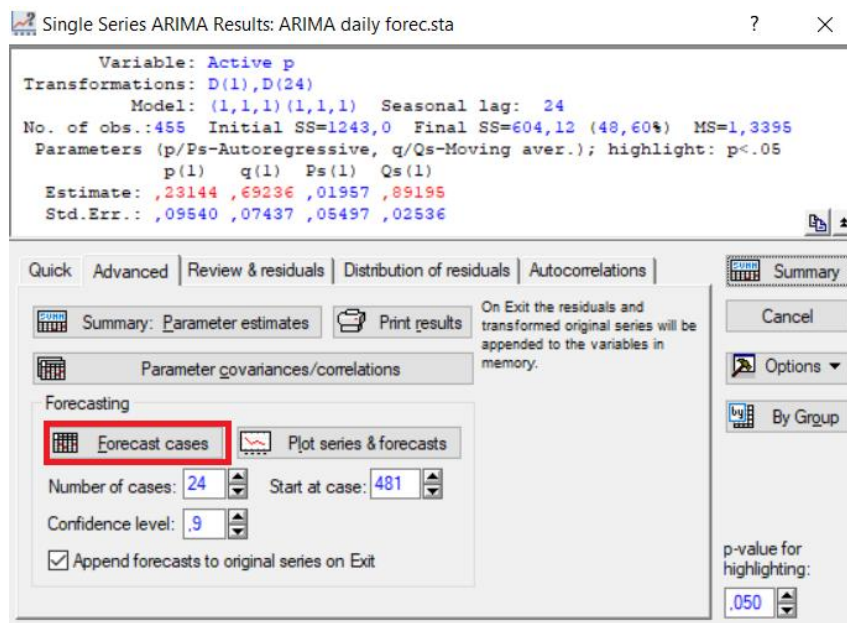 Single Series ARIMA Results: ARIMA daily forec.sta
Variable: Active p
Transformations: D(1),D(24)
Model: (1,1,1)(1,1,1) Seasonal lag: 24
No. of obs.:455 Initial SS=1243,0 Final SS=604,12 (48,60%) MS=1,3395
Parameters (p/Ps-Autoregressive, q/Qs-Moving aver.); highlight: p<.05
p(1) q(1) Ps(1) Qs(1)
Estimate: ,23144 ,69236 ,01957 ,89195
Std.Err.: ,09540 ,07437 ,05497 ,02536
Quick Advanced Review & residuals Distribution of residuals Autocorrelations
Summary
Summary: Parameter estimates
Print results
On Exit the residuals and
transformed original series will be
appended to the variables in
memory.
Cancel
Parameter covariances/correlations
Options
Forecasting
Forecast cases
Plot series & forecasts
By Group
Number of cases: 24 Start at case: 481
Confidence level: ,9
Append forecasts to original series on Exit
p-value for
highlighting:
,050